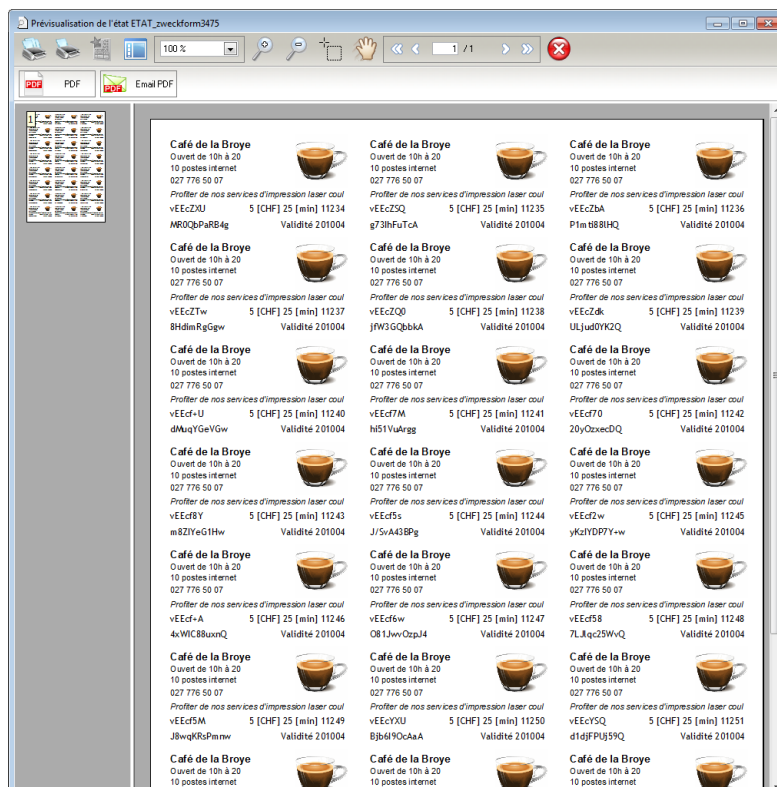 Prévisualisation de l'état ETAT_zweckform3475
100 %
1 /1
PDF PDF PDF Email PDF
1
Café de la Broye Café de la Broye Café de la Broye
Ouvert de 10h à 20 Ouvert de 10h à 20 Ouvert de 10h à 20
10 postes internet 10 postes internet 10 postes internet
027 776 50 07 027 776 50 07 027 776 50 07
Profiter de nos services d'impression laser coul Profiter de nos services d'impression laser coul Profiter de nos services d'impression laser coul
vEEcZXU 5 [CHF] 25 [min] 11234 vEEcZSQ 5 [CHF] 25 [min] 11235 vEEcZbA 5 [CHF] 25 [min] 11236
MR0QbPaRB4g Validité 201004 g73lhFuTcA Validité 201004 P1mti88lHQ Validité 201004
Café de la Broye Café de la Broye Café de la Broye
Ouvert de 10h à 20 Ouvert de 10h à 20 Ouvert de 10h à 20
10 postes internet 10 postes internet 10 postes internet
027 776 50 07 027 776 50 07 027 776 50 07
Profiter de nos services d'impression laser coul Profiter de nos services d'impression laser coul Profiter de nos services d'impression laser coul
vEEcZTw 5 [CHF] 25 [min] 11237 vEEcZQ0 5 [CHF] 25 [min] 11238 vEEcZdk 5 [CHF] 25 [min] 11239
8HdimRgGgw Validité 201004 jfW3GQbbkA Validité 201004 ULjud0YK2Q Validité 201004
Café de la Broye Café de la Broye Café de la Broye
Ouvert de 10h à 20 Ouvert de 10h à 20 Ouvert de 10h à 20
10 postes internet 10 postes internet 10 postes internet
027 776 50 07 027 776 50 07 027 776 50 07
Profiter de nos services d'impression laser coul Profiter de nos services d'impression laser coul Profiter de nos services d'impression laser coul
vEEcf+U 5 [CHF] 25 [min] 11240 vEEcf7M 5 [CHF] 25 [min] 11241 vEEcf70 5 [CHF] 25 [min] 11242
dMuqYGeVGw Validité 201004 hi51VuArgg Validité 201004 20yOzxecDQ Validité 201004
Café de la Broye Café de la Broye Café de la Broye
Ouvert de 10h à 20 Ouvert de 10h à 20 Ouvert de 10h à 20
10 postes internet 10 postes internet 10 postes internet
027 776 50 07 027 776 50 07 027 776 50 07
Profiter de nos services d'impression laser coul Profiter de nos services d'impression laser coul Profiter de nos services d'impression laser coul
vEEcf8Y 5 [CHF] 25 [min] 11243 vEEcf5s 5 [CHF] 25 [min] 11244 vEEcf2w 5 [CHF] 25 [min] 11245
m8ZIYeG1Hw Validité 201004 J/SvA43BPg Validité 201004 yKzIYDP7Y+w Validité 201004
Café de la Broye Café de la Broye Café de la Broye
Ouvert de 10h à 20 Ouvert de 10h à 20 Ouvert de 10h à 20
10 postes internet 10 postes internet 10 postes internet
027 776 50 07 027 776 50 07 027 776 50 07
Profiter de nos services d'impression laser coul Profiter de nos services d'impression laser coul Profiter de nos services d'impression laser coul
vEEcf+A 5 [CHF] 25 [min] 11246 vEEcf6w 5 [CHF] 25 [min] 11247 vEEcf58 5 [CHF] 25 [min] 11248
4xWIC88uxnQ Validité 201004 O81JwvOzpJ4 Validité 201004 7LJlqc25WvQ Validité 201004
Café de la Broye Café de la Broye Café de la Broye
Ouvert de 10h à 20 Ouvert de 10h à 20 Ouvert de 10h à 20
10 postes internet 10 postes internet 10 postes internet
027 776 50 07 027 776 50 07 027 776 50 07
Profiter de nos services d'impression laser coul Profiter de nos services d'impression laser coul Profiter de nos services d'impression laser coul
vEEcf5M 5 [CHF] 25 [min] 11249 vEEcYXU 5 [CHF] 25 [min] 11250 vEEcYSQ 5 [CHF] 25 [min] 11251
J8wqKRsPmnw Validité 201004 Bjb6l9OcAaA Validité 201004 d1djFPUj59Q Validité 201004
Café de la Broye Café de la Broye Café de la Broye
Ouvert de 10h à 20 Ouvert de 10h à 20 Ouvert de 10h à 20
10 postes internet 10 postes internet 10 postes internet